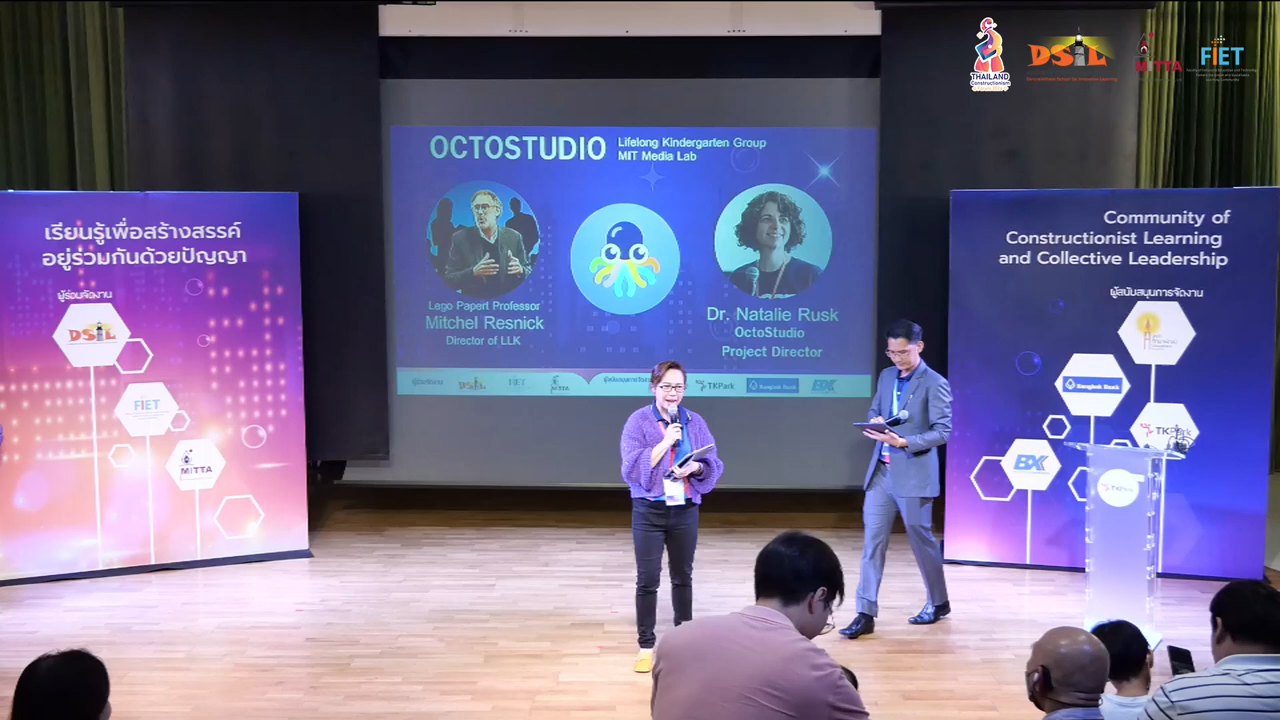 THAILAND
Constructionism
DSIL
MITTA
FIET
OCTOSTUDIO
Lifelong Kindergarten Group
MIT Media Lab
Lego Papert Professor
Mitchel Resnick
Director of LLK
Dr. Natalie Rusk
OctoStudio
Project Director
DSIL
FIET
MITTA
TKPark
Bangkok Bank
BX
เรียนรู้เพื่อสร้างสรรค์
อยู่ร่วมกันด้วยปัญญา
ผู้ร่วมจัดงาน
DSIL
FIET
MITTA
Community of
Constructionist Learning
and Collective Leadership
ผู้สนับสนุนการจัดงาน
Bangkok Bank
TKPark
BX
TKPark